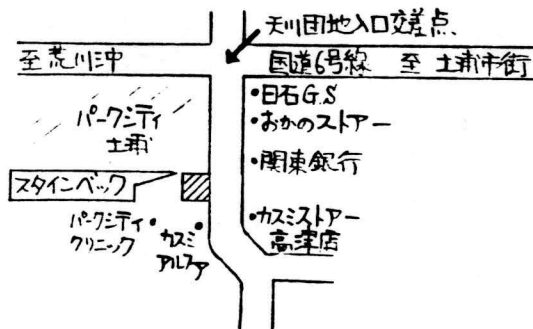 天川団地入口交差点
至荒川沖
国道6号線 至 土浦市街
・日石G.S
・おかのストアー
パークシティ
土浦
・関東銀行
スタインベック
・カスミストアー
高津店
パークシティ・
クリニック
カスミ
アルファ